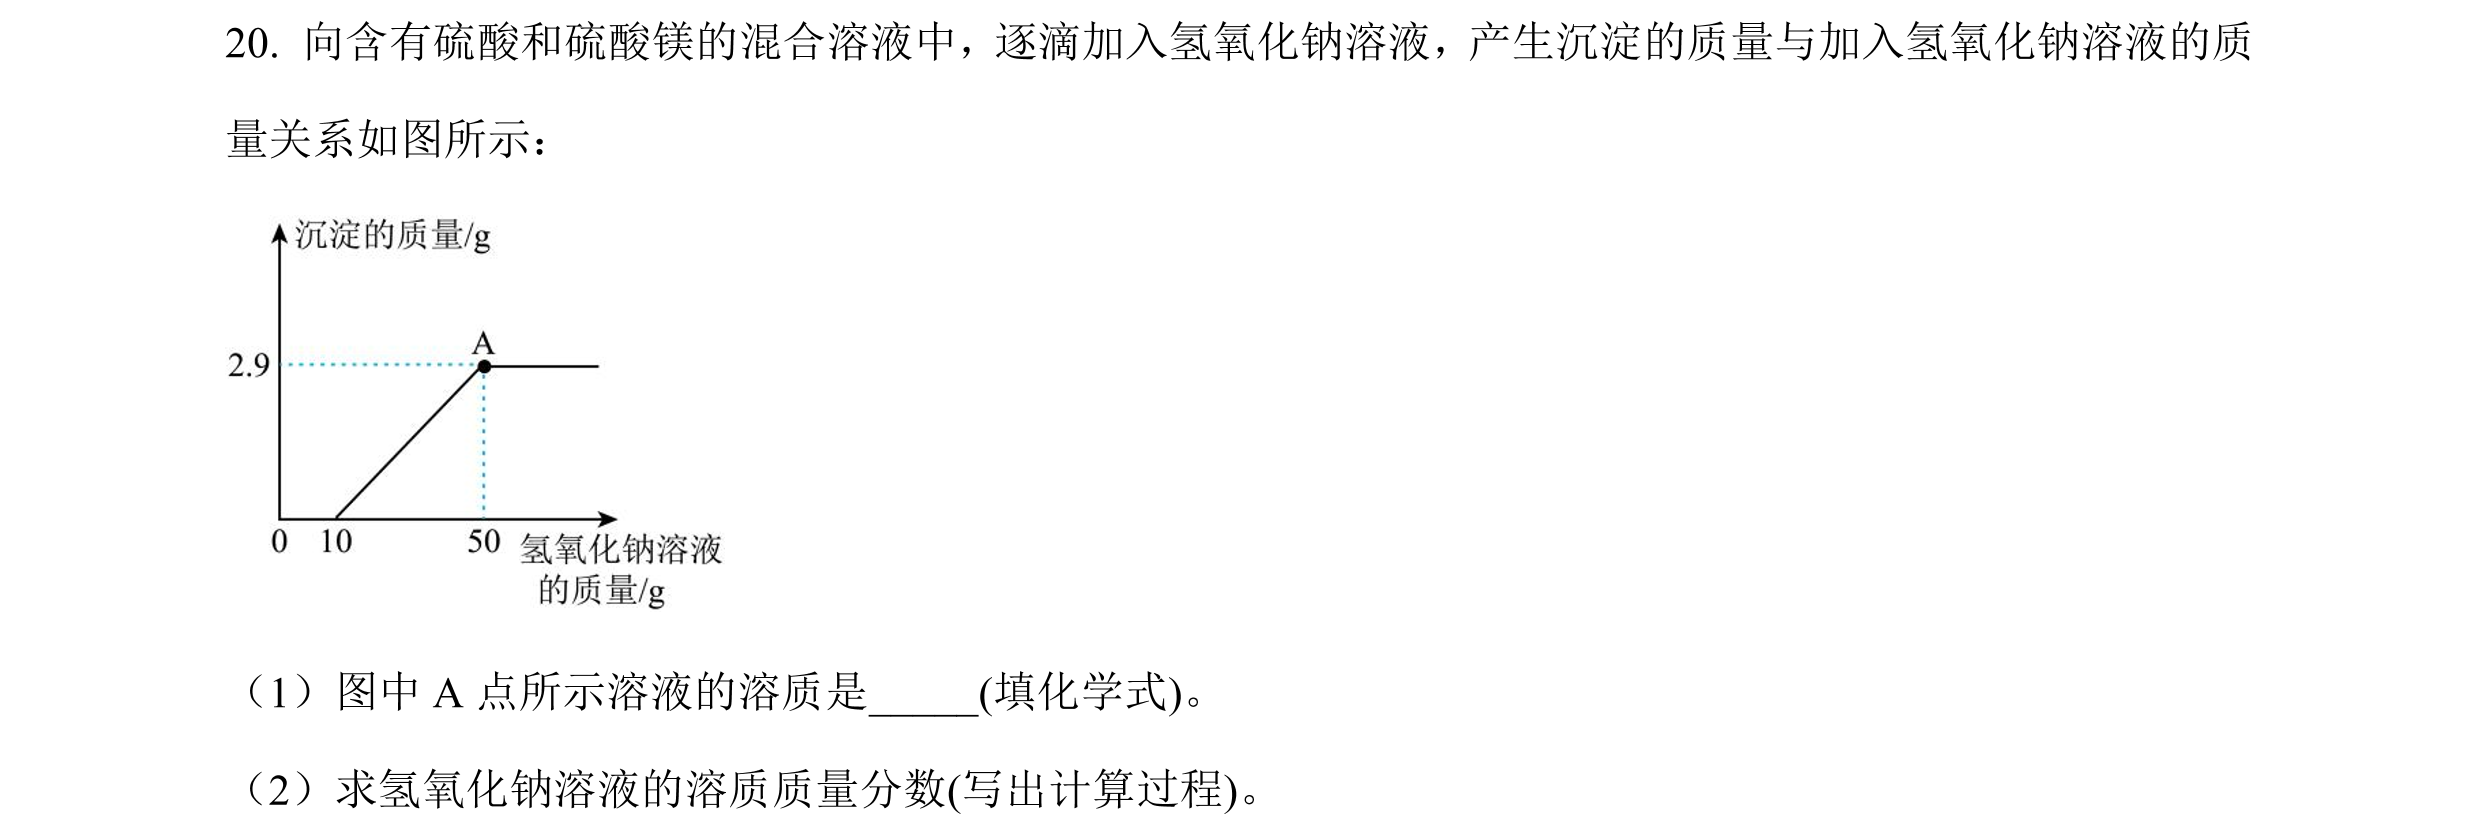 20. 向含有硫酸和硫酸镁的混合溶液中，逐滴加入氢氧化钠溶液，产生沉淀的质量与加入氢氧化钠溶液的质
量关系如图所示：
沉淀的质量/g
A
2.9
0 10 50 氢氧化钠溶液
的质量/g
（1）图中 A 点所示溶液的溶质是_____(填化学式)。
（2）求氢氧化钠溶液的溶质质量分数(写出计算过程)。